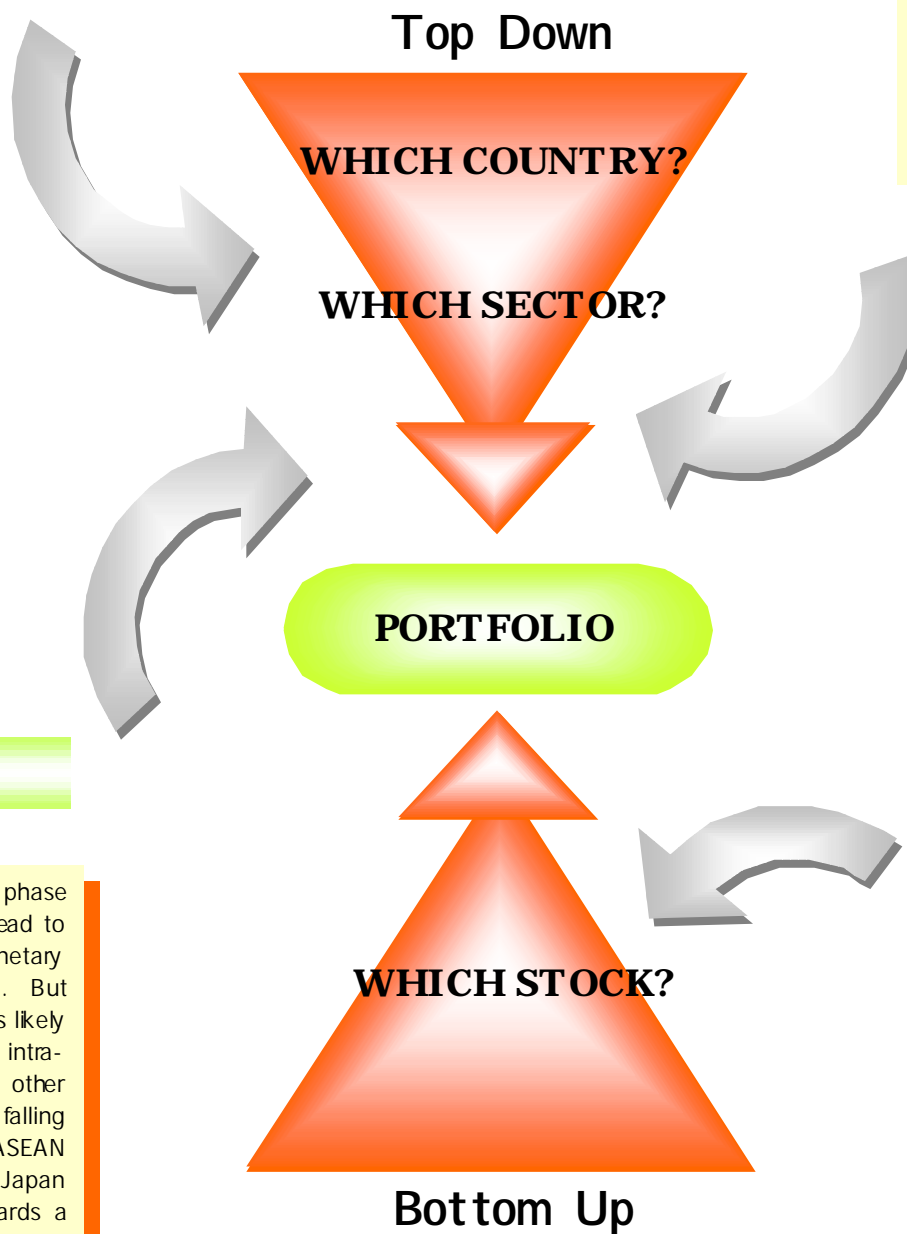 Top Down
WHICH COUNTRY?
WHICH SECTOR?
PORTFOLIO
phase
ead to
netary
. But
s likely
intra-
other
falling
ASEAN
Japan
ards a
WHICH STOCK?
Bottom Up